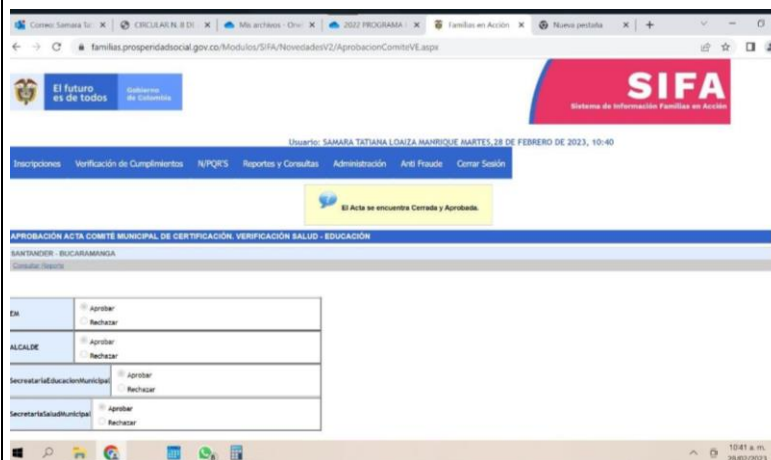 Correo: Samara Ta
CIRCULAR N. 8 DI
Mis archivos - One
2022 PROGRAMA
Familias en Acción
Nueva pestaña
familias.prosperidadsocial.gov.co/Modulos/SIFA/NovedadesV2/AprobacionComiteVE.aspx
El futuro
es de todos
Gobierno
de Colombia
SIFA
Sistema de Información Familias en Acción
Usuario: SAMARA TATIANA LOAIZA MANRIQUE MARTES,28 DE FEBRERO DE 2023, 10:40
Inscripciones Verificación de Cumplimientos N/PQR'S Reportes y Consultas Administración Anti Fraude Cerrar Sesión
El Acta se encuentra Cerrada y Aprobada.
APROBACIÓN ACTA COMITÉ MUNICIPAL DE CERTIFICACIÓN. VERIFICACIÓN SALUD - EDUCACIÓN
SANTANDER - BUCARAMANGA
Consultar Reporte
EM
Aprobar
Rechazar
ALCALDE
Aprobar
Rechazar
SecretariaEducacionMunicipal
Aprobar
Rechazar
SecretariaSaludMunicipal
Aprobar
Rechazar
10:41 a. m.
28/02/2023